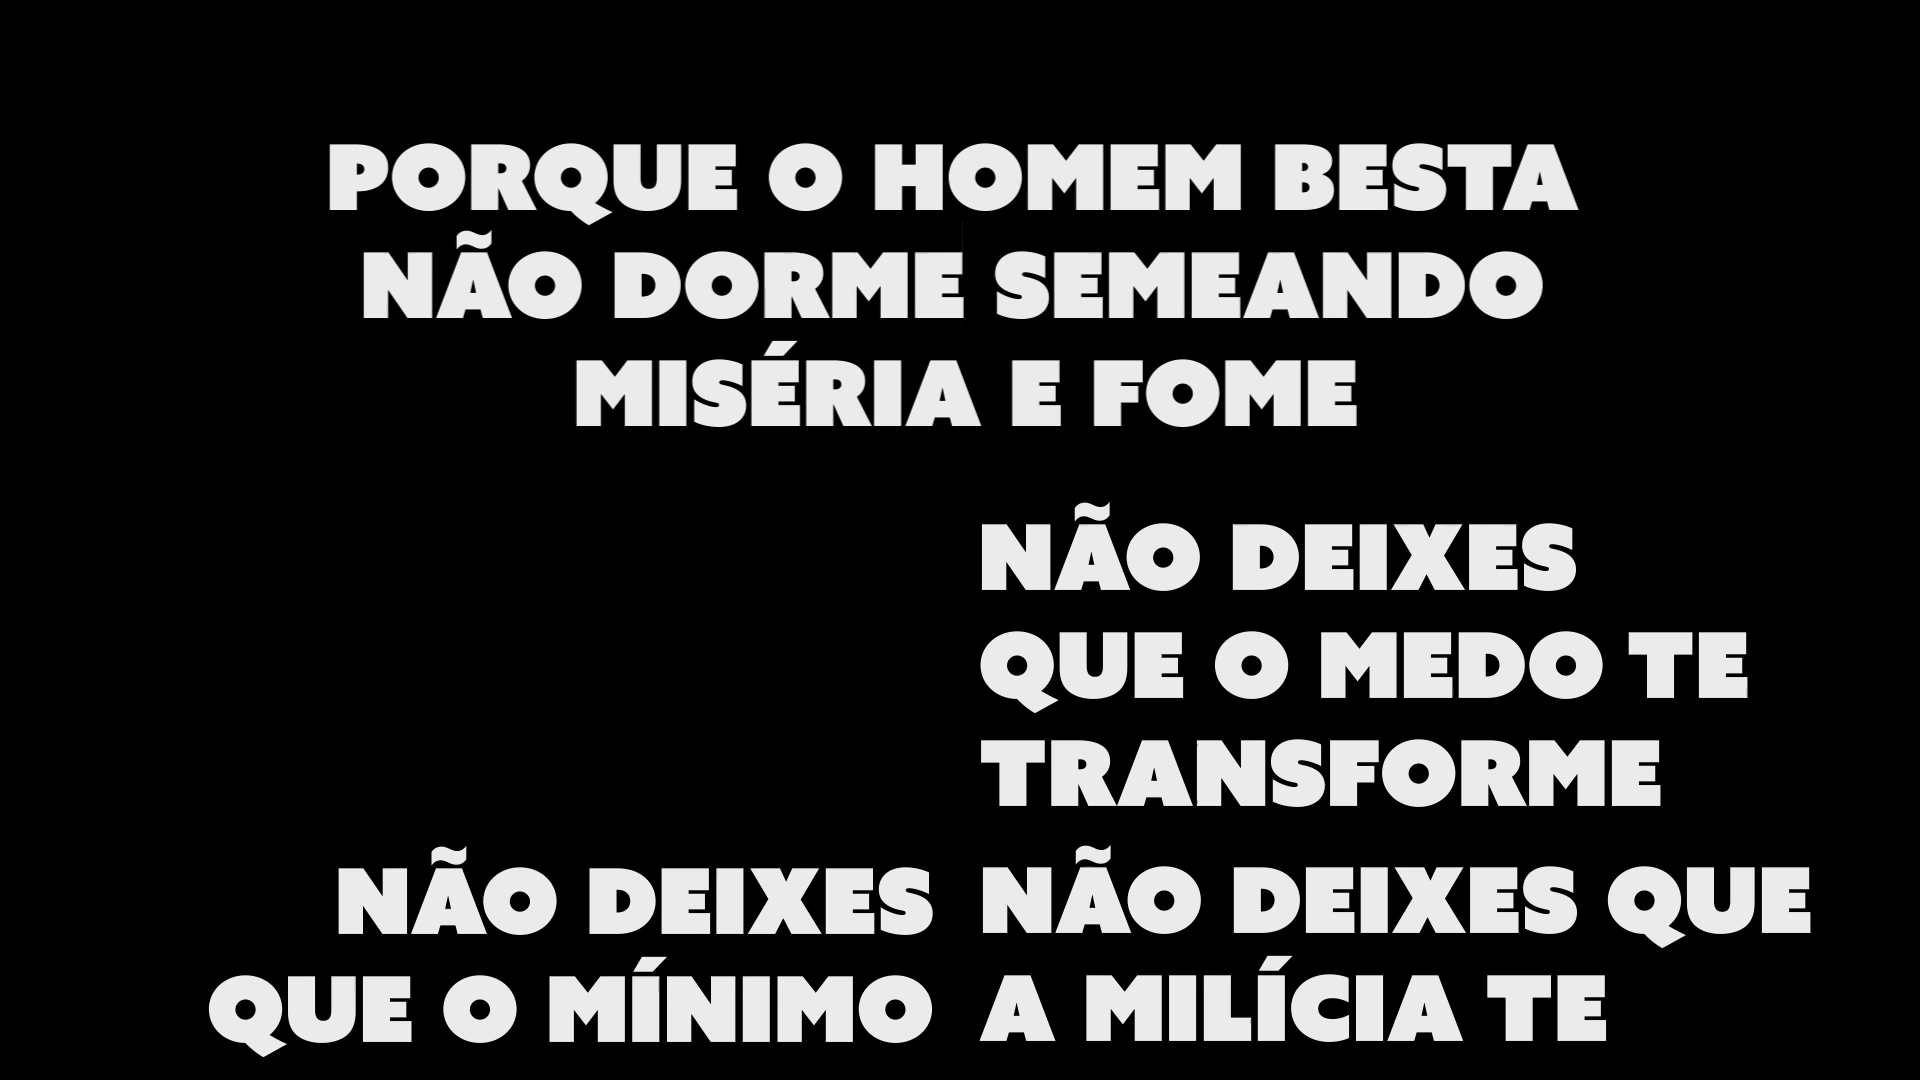 PORQUE O HOMEM BESTA
NÃO DORME SEMEANDO
MISÉRIA E FOME
NÃO DEIXES
QUE O MEDO TE
TRANSFORME
NÃO DEIXES
QUE O MÍNIMO
NÃO DEIXES QUE
A MILÍCIA TE